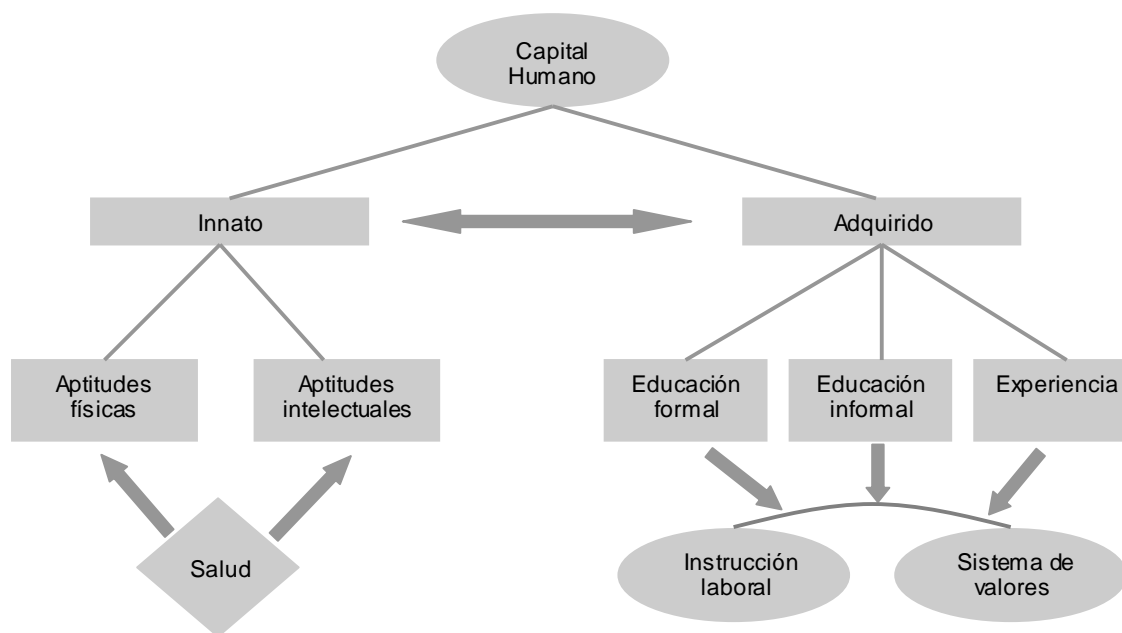 Capital
Humano
Innato
Adquirido
Aptitudes
físicas
Aptitudes
intelectuales
Educación
formal
Educación
informal
Experiencia
Salud
Instrucción
laboral
Sistema de
valores